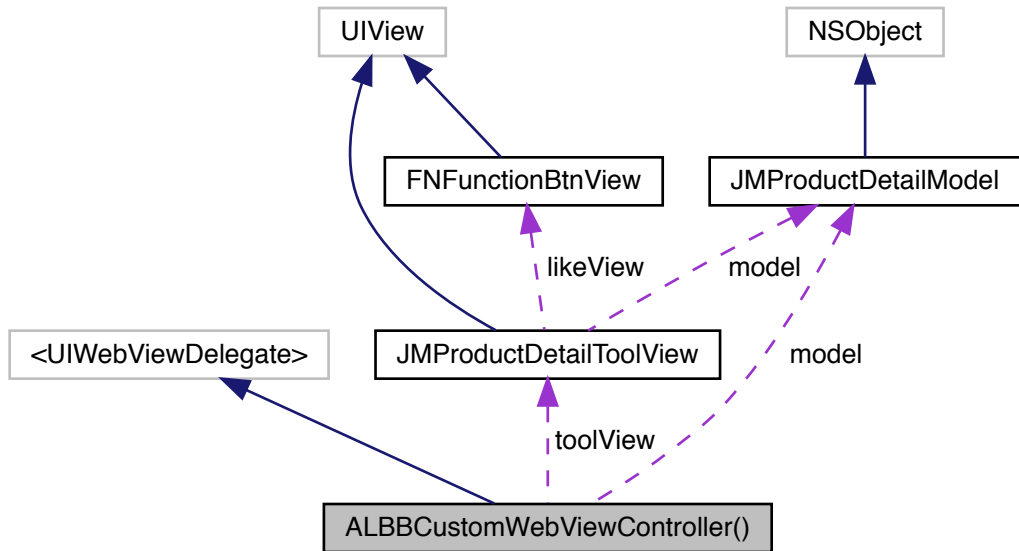 UIView
NSObject
FNFunctionBtnView
JMProductDetailModel
likeView
model
<UIWebViewDelegate>
JMProductDetailToolView
model
toolView
ALBBCustomWebViewController()